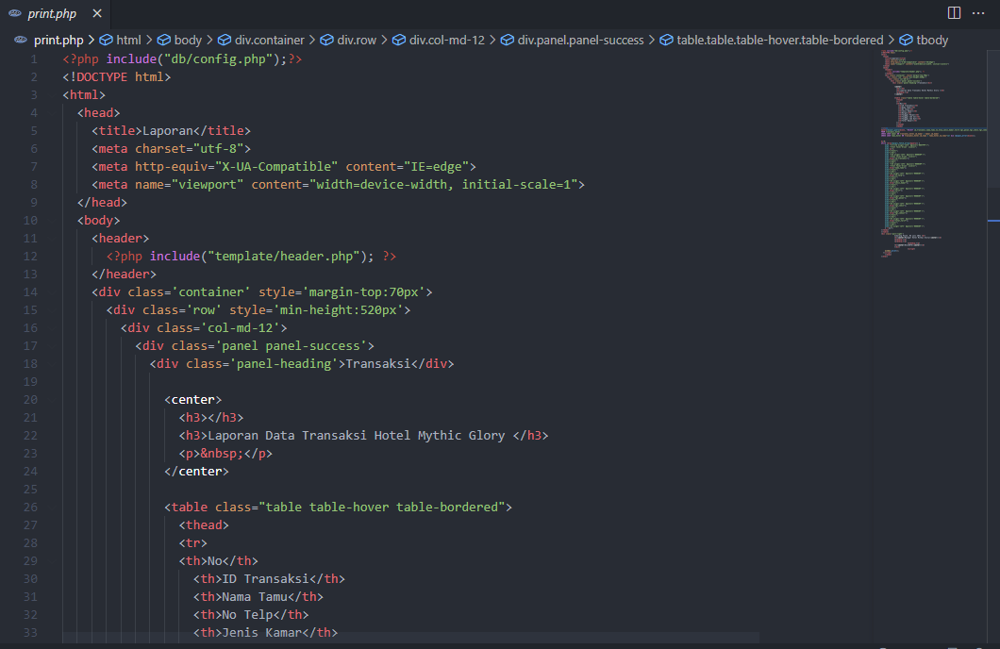 print.php
print.php > html > body > div.container > div.row > div.col-md-12 > div.panel.panel-success > table.table.table-hover.table-bordered > tbody
1 <?php include("db/config.php");?>
2 <!DOCTYPE html>
3 <html>
4 <head>
5 <title>Laporan</title>
6 <meta charset="utf-8">
7 <meta http-equiv="X-UA-Compatible" content="IE=edge">
8 <meta name="viewport" content="width=device-width, initial-scale=1">
9 </head>
10 <body>
11 <header>
12 <?php include("template/header.php"); ?>
13 </header>
14 <div class='container' style='margin-top:70px'>
15 <div class='row' style='min-height:520px'>
16 <div class='col-md-12'>
17 <div class='panel panel-success'>
18 <div class='panel-heading'>Transaksi</div>
19
20 <center>
21 <h3></h3>
22 <h3>Laporan Data Transaksi Hotel Mythic Glory </h3>
23 <p>&nbsp;</p>
24 </center>
25
26 <table class="table table-hover table-bordered">
27 <thead>
28 <tr>
29 <th>No</th>
30 <th>ID Transaksi</th>
31 <th>Nama Tamu</th>
32 <th>No Telp</th>
33 <th>Jenis Kamar</th>